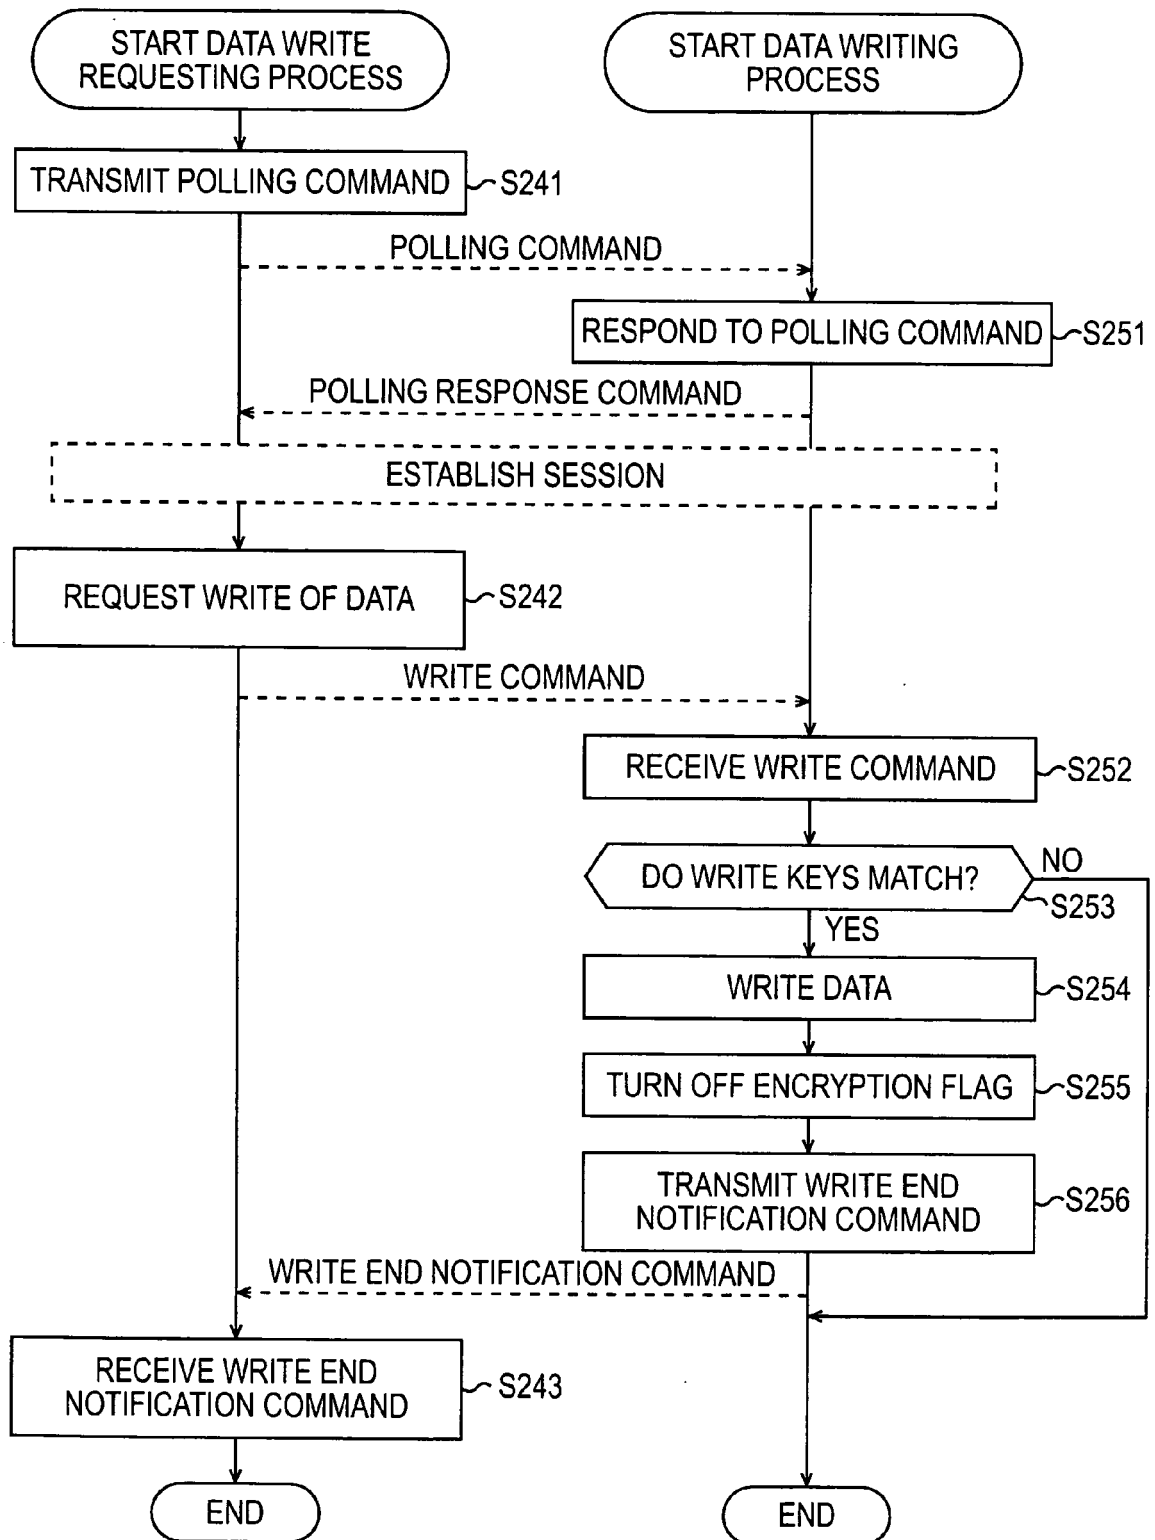 START DATA WRITE
REQUESTING PROCESS
START DATA WRITING
PROCESS
TRANSMIT POLLING COMMAND
S241
POLLING COMMAND
RESPOND TO POLLING COMMAND
S251
POLLING RESPONSE COMMAND
ESTABLISH SESSION
REQUEST WRITE OF DATA
S242
WRITE COMMAND
RECEIVE WRITE COMMAND
S252
DO WRITE KEYS MATCH?
NO
S253
YES
WRITE DATA
S254
TURN OFF ENCRYPTION FLAG
S255
TRANSMIT WRITE END
NOTIFICATION COMMAND
S256
WRITE END NOTIFICATION COMMAND
RECEIVE WRITE END
NOTIFICATION COMMAND
S243
END
END